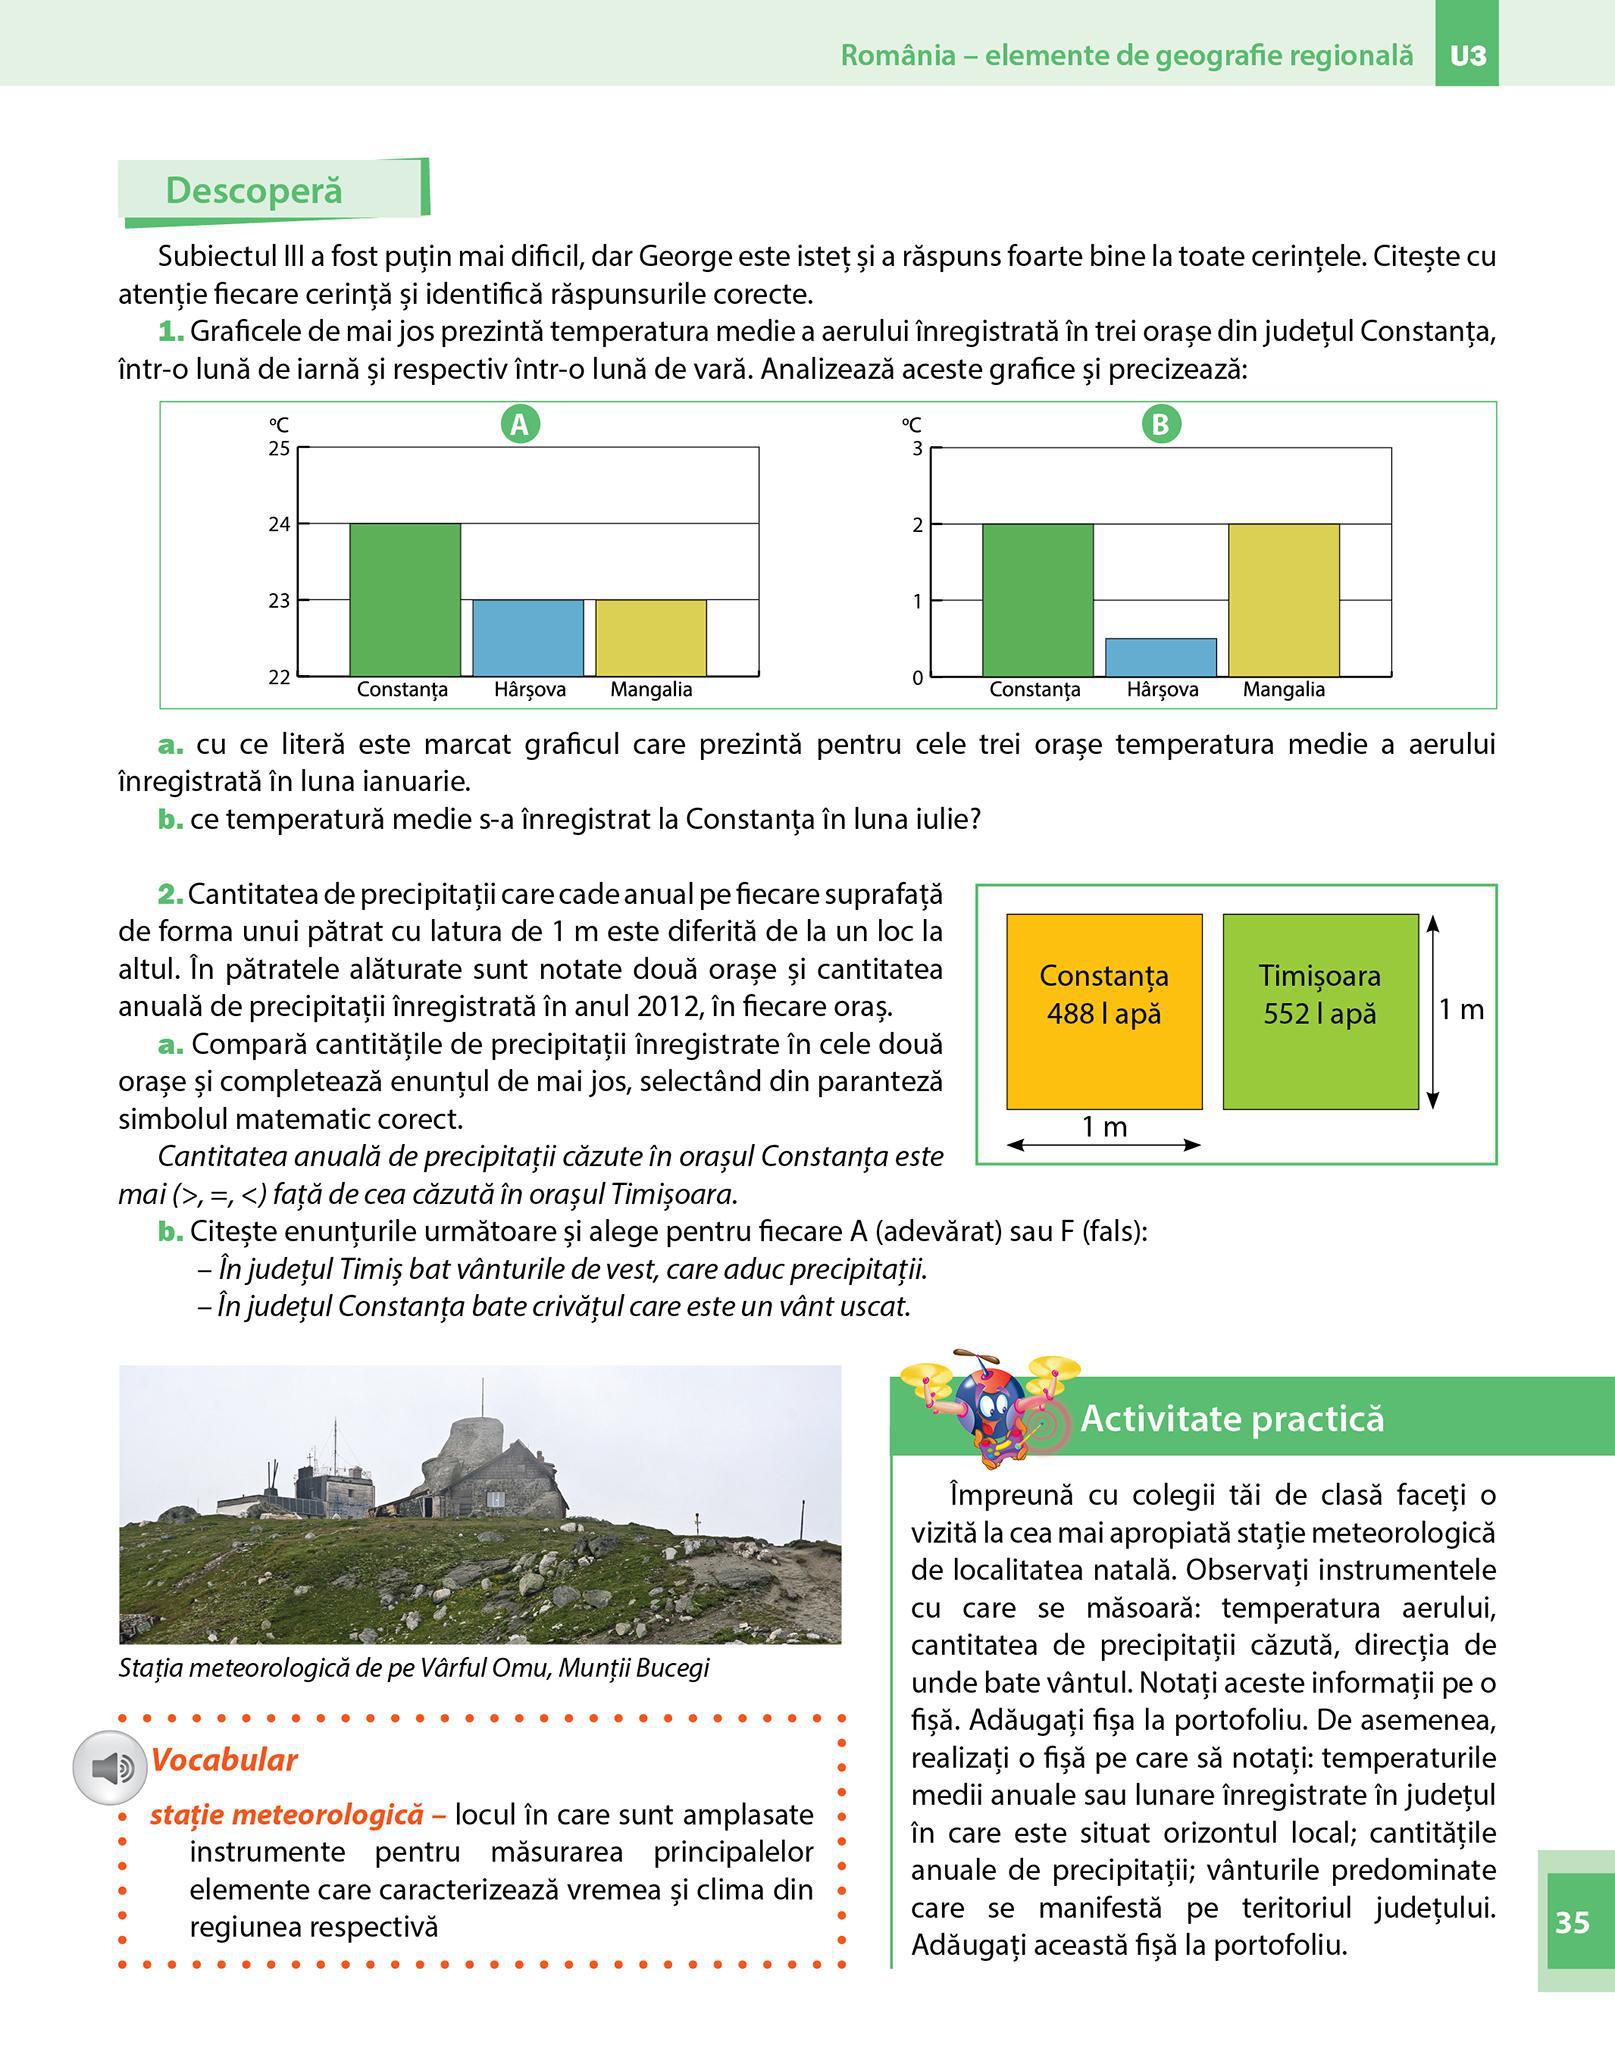 România – elemente de geografie regională U3
Descoperă
Subiectul III a fost puțin mai dificil, dar George este isteț și a răspuns foarte bine la toate cerințele. Citește cu
atenție fiecare cerință și identifică răspunsurile corecte.
1. Graficele de mai jos prezintă temperatura medie a aerului înregistrată în trei orașe din județul Constanța,
într-o lună de iarnă și respectiv într-o lună de vară. Analizează aceste grafice și precizează:
ºC
A
25
24
23
22
Constanța Hârșova Mangalia
ºC
B
3
2
1
0
Constanța Hârșova Mangalia
a. cu ce literă este marcat graficul care prezintă pentru cele trei orașe temperatura medie a aerului
înregistrată în luna ianuarie.
b. ce temperatură medie s-a înregistrat la Constanța în luna iulie?
2. Cantitatea de precipitații care cade anual pe fiecare suprafață
de forma unui pătrat cu latura de 1 m este diferită de la un loc la
altul. În pătratele alăturate sunt notate două orașe și cantitatea
anuală de precipitații înregistrată în anul 2012, în fiecare oraș.
a. Compară cantitățile de precipitații înregistrate în cele două
orașe și completează enunțul de mai jos, selectând din paranteză
simbolul matematic corect.
Cantitatea anuală de precipitații căzute în orașul Constanța este
mai (>, =, <) față de cea căzută în orașul Timișoara.
Constanța
488 l apă
Timișoara
552 l apă
1 m
1 m
b. Citește enunțurile următoare și alege pentru fiecare A (adevărat) sau F (fals):
– În județul Timiș bat vânturile de vest, care aduc precipitații.
– În județul Constanța bate crivățul care este un vânt uscat.
Stația meteorologică de pe Vârful Omu, Munții Bucegi
Vocabular
stație meteorologică – locul în care sunt amplasate
instrumente pentru măsurarea principalelor
elemente care caracterizează vremea și clima din
regiunea respectivă
Activitate practică
Împreună cu colegii tăi de clasă faceți o
vizită la cea mai apropiată stație meteorologică
de localitatea natală. Observați instrumentele
cu care se măsoară: temperatura aerului,
cantitatea de precipitații căzută, direcția de
unde bate vântul. Notați aceste informații pe o
fișă. Adăugați fișa la portofoliu. De asemenea,
realizați o fișă pe care să notați: temperaturile
medii anuale sau lunare înregistrate în județul
în care este situat orizontul local; cantitățile
anuale de precipitații; vânturile predominate
care se manifestă pe teritoriul județului.
Adăugați această fișă la portofoliu.
35